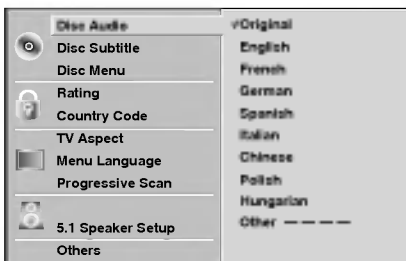 Disc Audio
Disc Subtitle
Disc Menu
Rating
Country Code
TV Aspect
Menu Language
Progressive Scan
5.1 Speaker Setup
Others
Original
English
French
German
Spanish
Italian
Chinese
Polish
Hungarian
Other – – – –